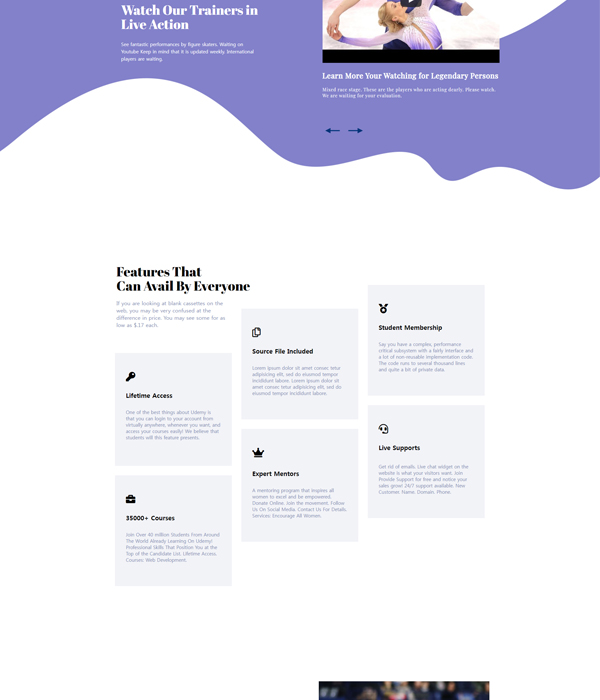 Watch Our Trainers in
Live Action
See fantastic performances by figure skaters. Waiting on
Youtube Keep in mind that it is updated weekly. International
players are waiting.
Learn More Your Watching for Legendary Persons
Mixed race stage. These are the players who are acting dearly. Please watch.
We are waiting for your evaluation.
Features That
Can Avail By Everyone
If you are looking at blank cassettes on the
web, you may be very confused at the
difference in price. You may see some for as
low as $.17 each.
Lifetime Access
One of the best things about Udemy is
that you can login to your account from
virtually anywhere, whenever you want, and
access your courses easily! We believe that
students will this feature presents.
35000+ Courses
Join Over 40 Million Students From Around
The World Already Learning On Udemy!
Professional Skills That Position You at the
Top of the Candidate List. Lifetime Access.
Courses: Web Development.
Source File Included
Lorem ipsum dolor sit amet consec tetur
adipisicing elit, sed do eiusmod tempor
incididunt labore. Lorem ipsum dolor sit
amet consec tetur adipisicing elit, sed do
eiusmod tempor incididunt labore.
Expert Mentors
A mentoring program that inspires all
women to excel and be empowered;
Donate Online. Join the movement. Follow
Us On Social Media. Contact Us For Details.
Services: Encourage All Women.
Student Membership
Say you have a complex, performance
critical subsystem with a fairly interface and
a lot of non-reusable implementation code.
The code runs to several thousand lines
and quite a bit of private data.
Live Supports
Get rid of emails. Live chat widget on the
website is what your visitors want. Join
Provide Support for free and notice your
sales grow! 24/7 support available. New
Customer. Name. Domain. Phone.